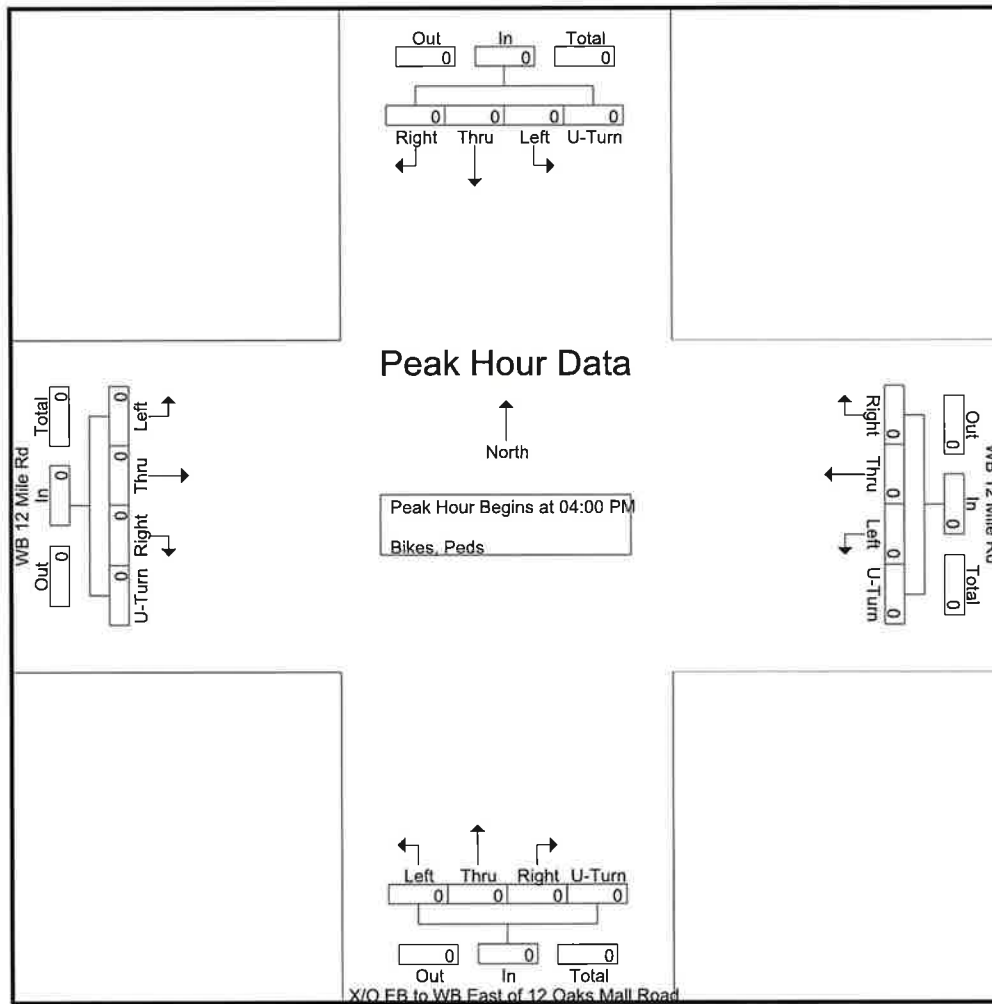 Out In Total
0 0 0
0 0 0 0
Right Thru Left U-Turn
Peak Hour Data
North
Peak Hour Begins at 04:00 PM
Bikes, Peds
WB 12 Mile Rd
Total In Out
0 0 0
0 0 0 0
Left Thru Right U-Turn
Right Thru Left U-Turn
0 0 0 0
Out In Total
0 0 0
WB 12 Mile Rd
Left Thru Right U-Turn
0 0 0 0
0 0 0
Out In Total
X/O EB to WB East of 12 Oaks Mall Road